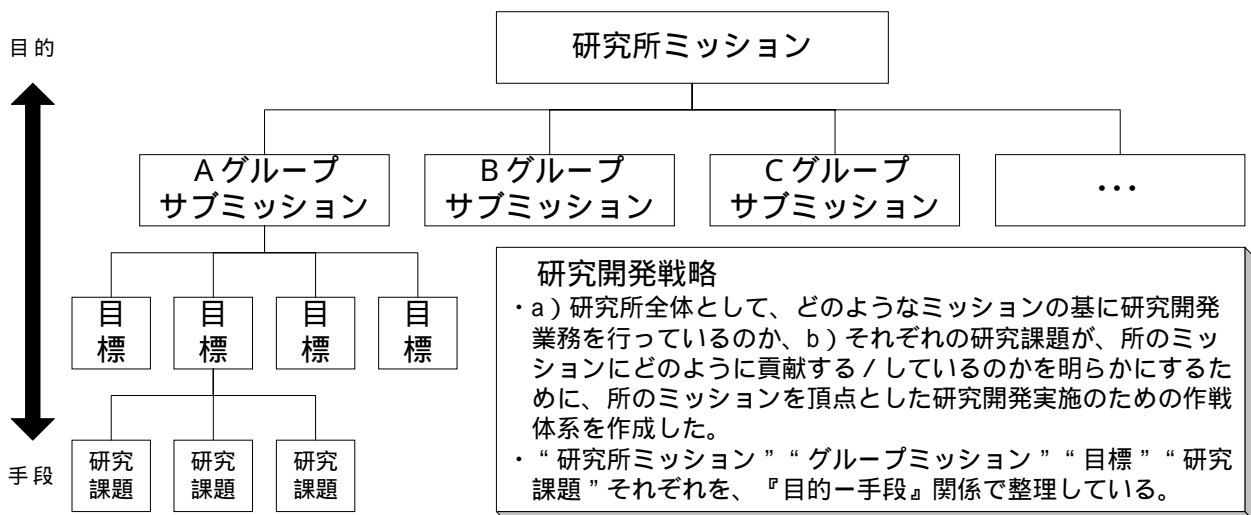 目的
研究所ミッション
Aグループ
サブミッション
Bグループ
サブミッション
Cグループ
サブミッション
・・・
目
標
目
標
目
標
目
標
研究
課題
研究
課題
研究
課題
手段
研究開発戦略
・a）研究所全体として、どのようなミッションの基に研究開発
業務を行っているのか、b）それぞれの研究課題が、所のミッ
ションにどのように貢献する／しているのかを明らかにするた
めに、所のミッションを頂点とした研究開発実施のための作戦
体系を作成した。
・“研究所ミッション”“グループミッション”“目標”“研究
課題”それぞれを、『目的ー手段』関係で整理している。